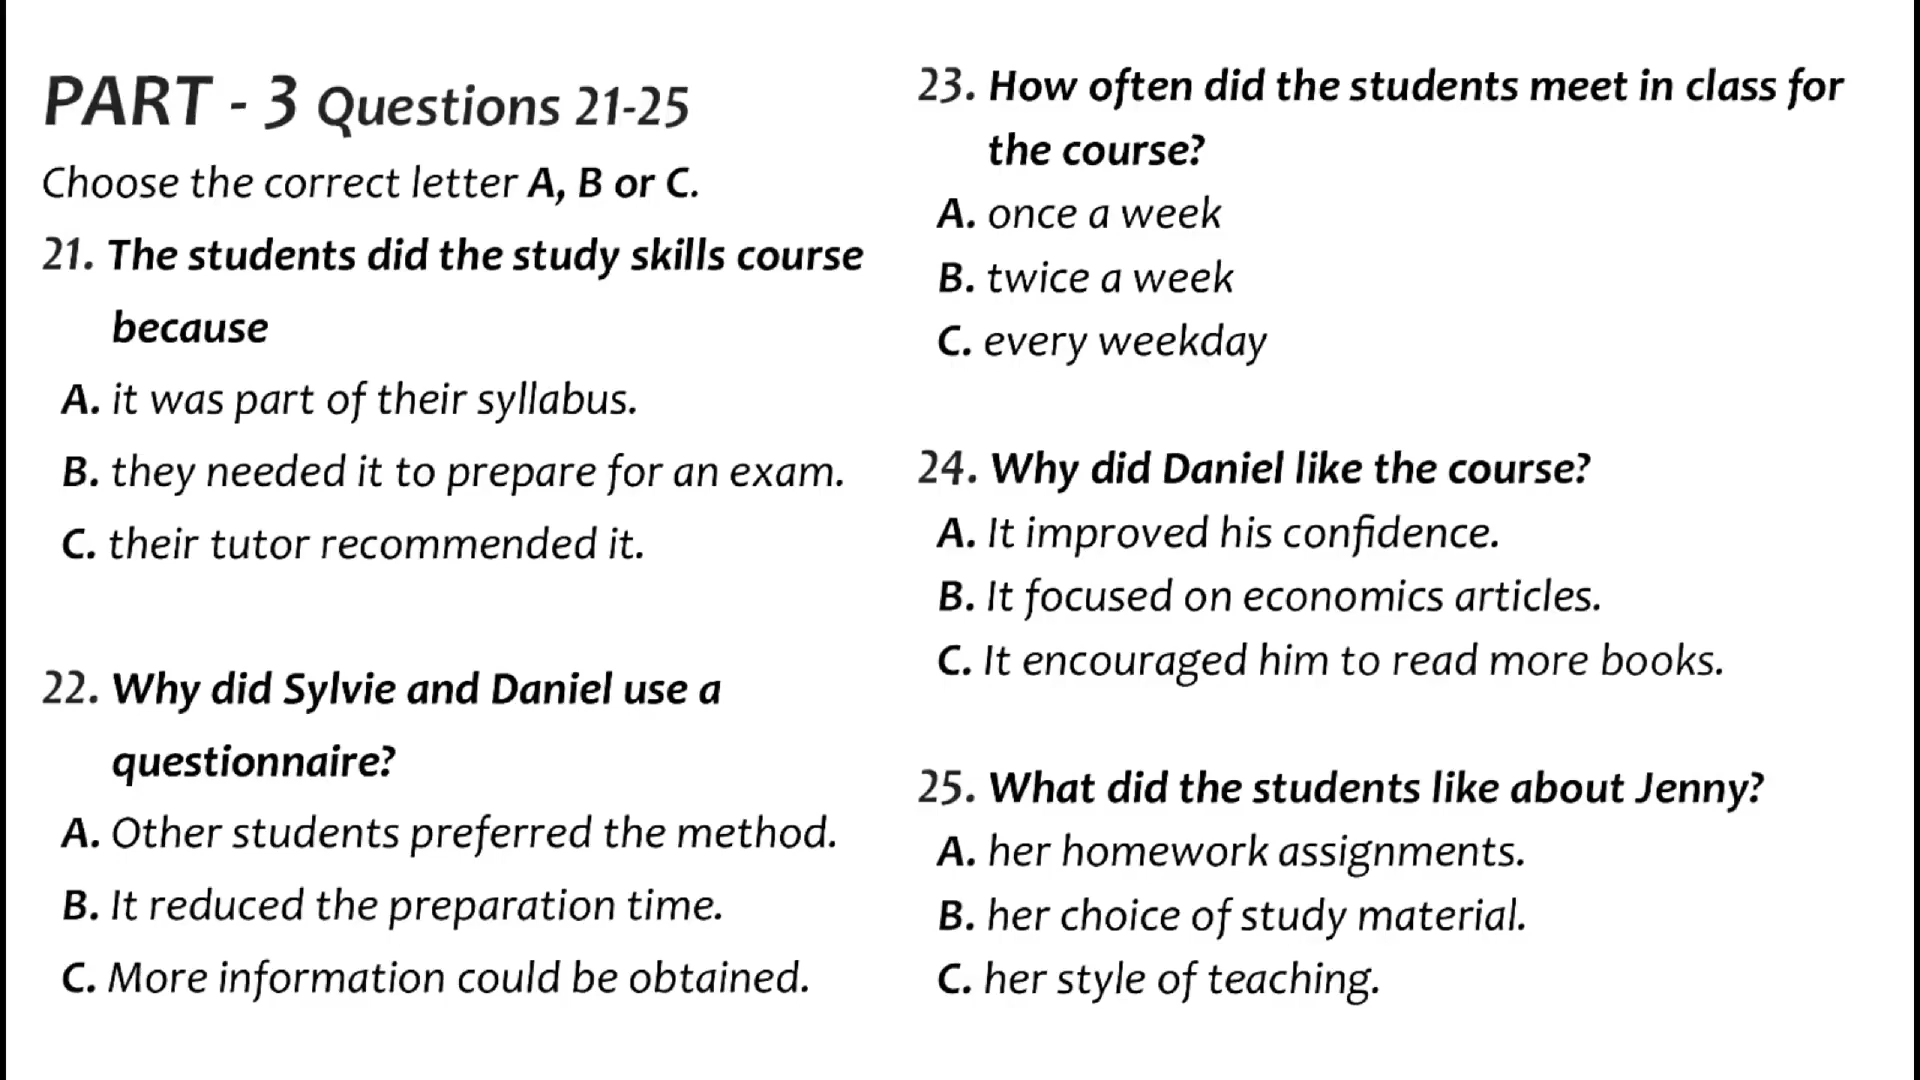 PART - 3 Questions 21-25
Choose the correct letter A, B or C.
21. The students did the study skills course
because
A. it was part of their syllabus.
B. they needed it to prepare for an exam.
C. their tutor recommended it.
22. Why did Sylvie and Daniel use a
questionnaire?
A. Other students preferred the method.
B. It reduced the preparation time.
C. More information could be obtained.
23. How often did the students meet in class for
the course?
A. once a week
B. twice a week
C. every weekday
24. Why did Daniel like the course?
A. It improved his confidence.
B. It focused on economics articles.
C. It encouraged him to read more books.
25. What did the students like about Jenny?
A. her homework assignments.
B. her choice of study material.
C. her style of teaching.